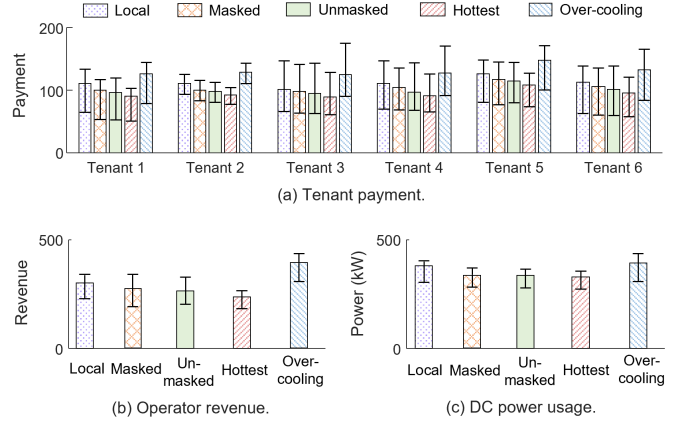 Local Masked Unmasked Hottest Over-cooling
200
100
0
Payment
Tenant 1 Tenant 2 Tenant 3 Tenant 4 Tenant 5 Tenant 6
(a) Tenant payment.
500
0
Revenue
Local Masked Un-masked Hottest Over-cooling
(b) Operator revenue.
500
0
Power (kW)
Local Masked Un-masked Hottest Over-cooling
(c) DC power usage.